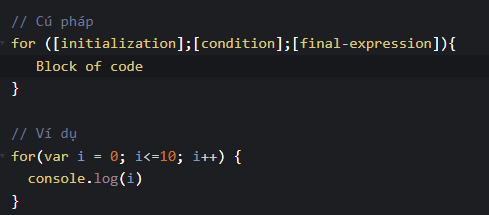 // Cú pháp
for ([initialization];[condition];[final-expression]){
   Block of code
}

// Ví dụ
for(var i = 0; i<=10; i++) {
  console.log(i)
}